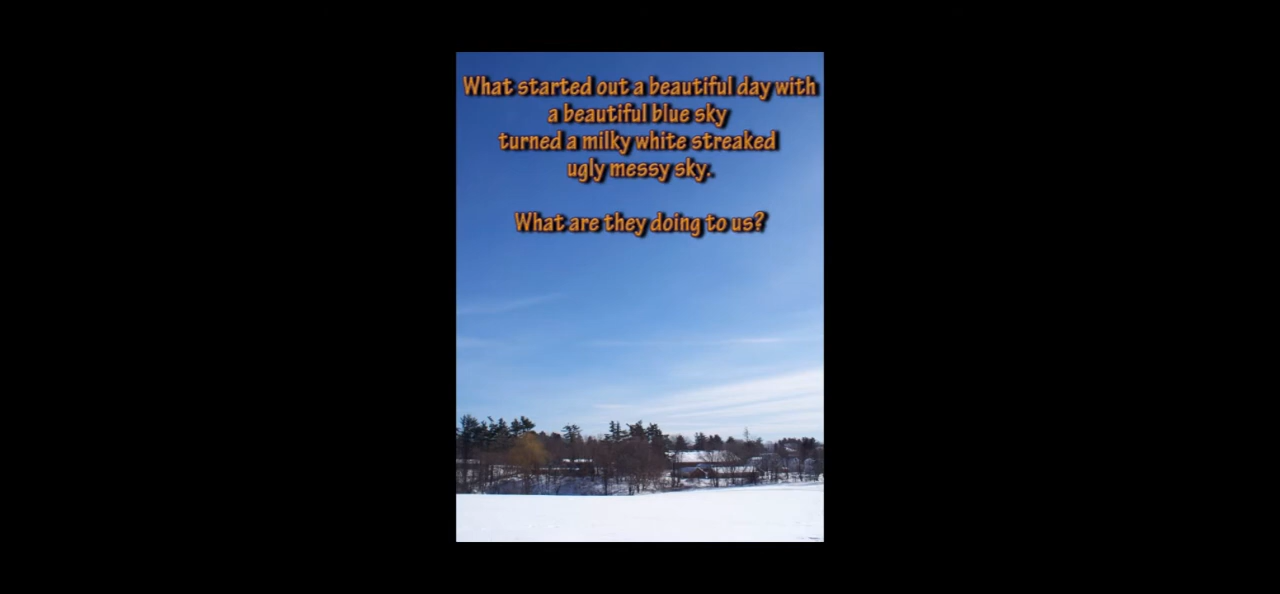 What started out a beautiful day with
a beautiful blue sky
turned a milky white streaked
ugly messy sky.
What are they doing to us?